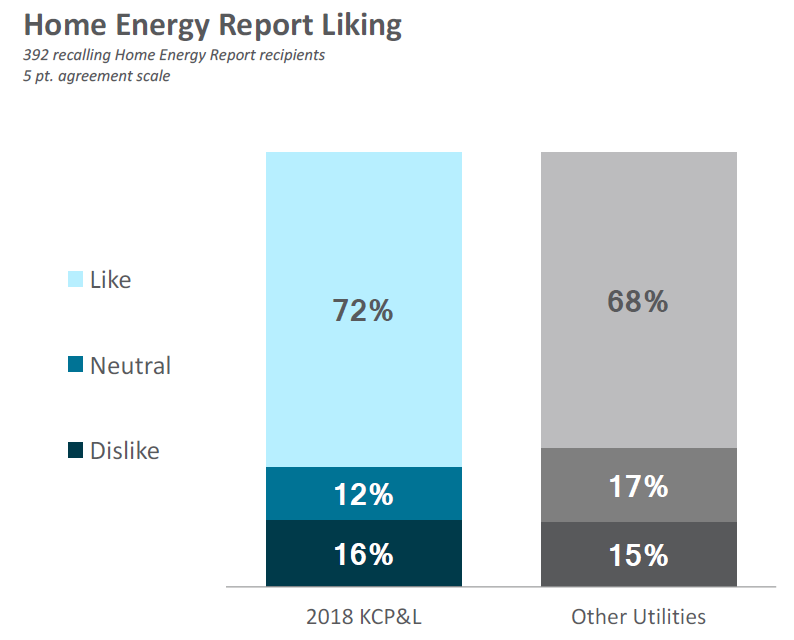 Home Energy Report Liking
392 recalling Home Energy Report recipients
5 pt. agreement scale
Like
Neutral
Dislike
72%
12%
16%
68%
17%
15%
2018 KCP&L
Other Utilities